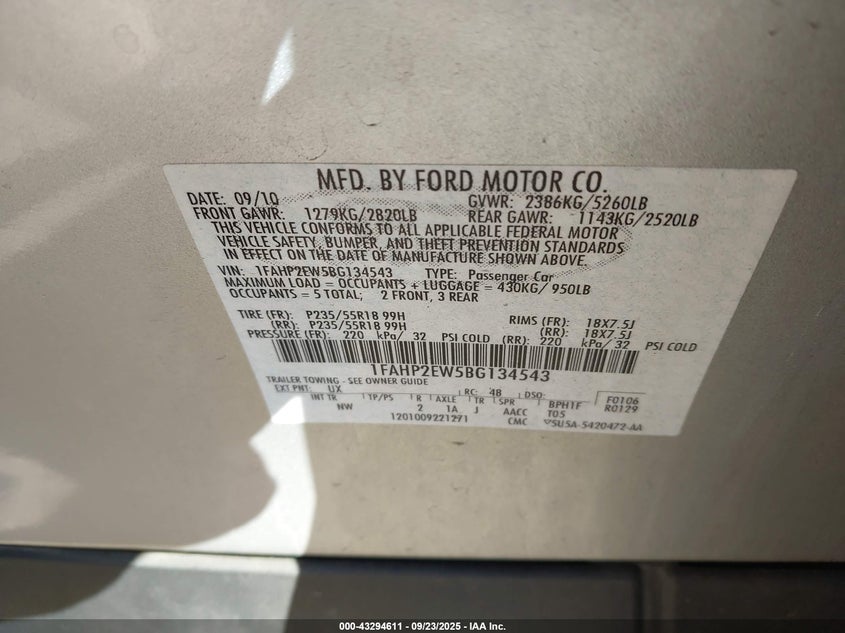 MFD. BY FORD MOTOR CO.
DATE: 09/10 GVWR: 2386KG/5260LB
FRONT GAWR: 1279KG/2820LB REAR GAWR: 1143KG/2520LB
THIS VEHICLE CONFORMS TO ALL APPLICABLE FEDERAL MOTOR
VEHICLE SAFETY, BUMPER, AND THEFT PREVENTION STANDARDS
IN EFFECT ON THE DATE OF MANUFACTURE SHOWN ABOVE.
VIN: 1FAHP2EW5BG134543 TYPE: Passenger Car
MAXIMUM LOAD = OCCUPANTS + LUGGAGE = 430KG/ 950LB
OCCUPANTS = 5 TOTAL; 2 FRONT, 3 REAR
TIRE (FR): P235/55R18 99H RIMS (FR): 18X7.5J
(RR): P235/55R18 99H (RR): 18X7.5J
PRESSURE (FR): 220 kPa/ 32 PSI COLD (RR): 220 kPa/ 32 PSI COLD
1FAHP2EW5BG134543
TRAILER TOWING - SEE OWNER GUIDE
EXT PNT: UX RC: 48 DSO: F0106
INT TR TP/PS R AXLE TR SPR BPH1F R0129
NW 2 1A J AACC T05
1201009221271 CMC ▽5U5A-5420472-AA
000-43294611 - 09/23/2025 - IAA Inc.